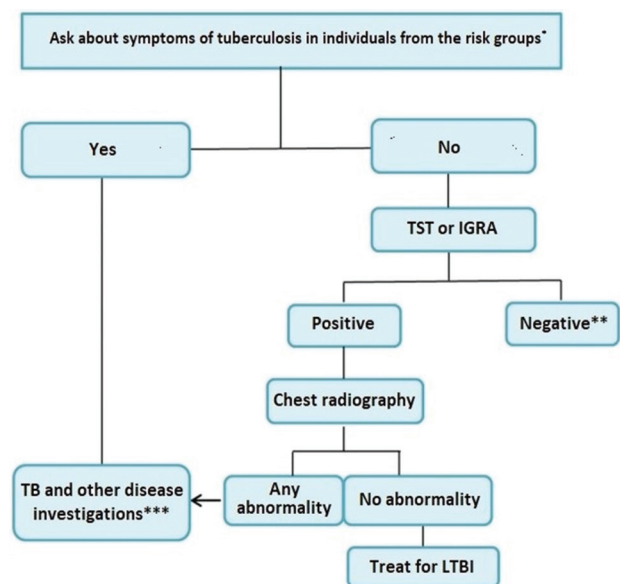 Ask about symptoms of tuberculosis in individuals from the risk groups*
Yes
No
TST or IGRA
Positive
Negative**
Chest radiography
TB and other disease
investigations***
Any
abnormality
No abnormality
Treat for LTBI